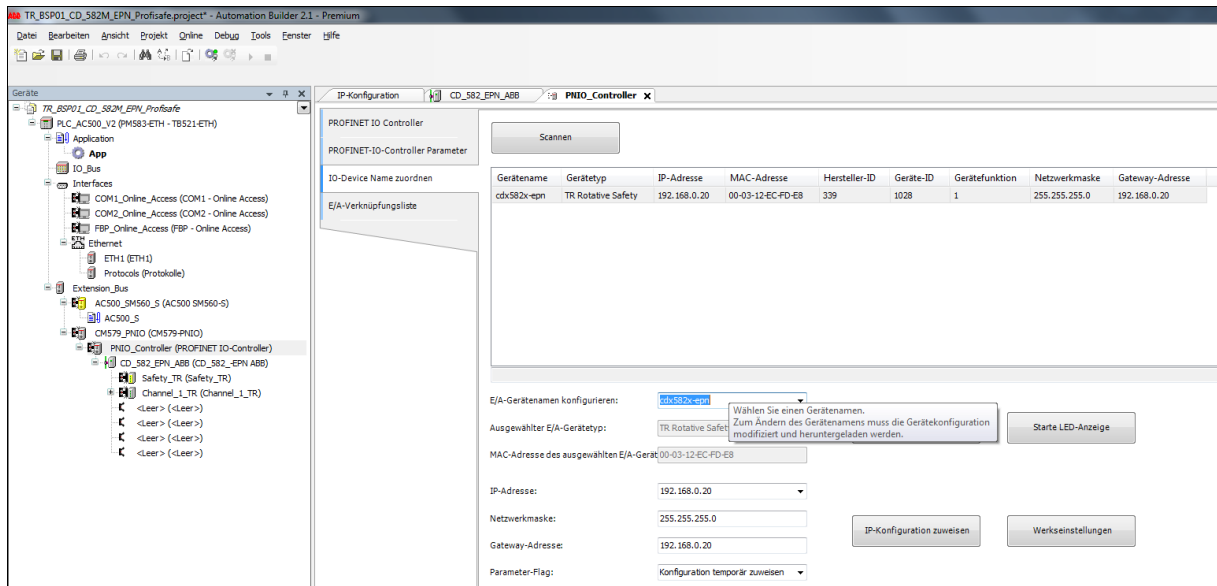 ABB TR_BSP01_CD_582M_EPN_Profisafe.project* - Automation Builder 2.1 - Premium
Datei Bearbeiten Ansicht Projekt Online Debug Tools Fenster Hilfe
Geräte
TR_BSP01_CD_582M_EPN_Profisafe
PLC_AC500_V2 (PM583-ETH - TB521-ETH)
Application
App
IO_Bus
Interfaces
COM1_Online_Access (COM1 - Online Access)
COM2_Online_Access (COM2 - Online Access)
FBP_Online_Access (FBP - Online Access)
Ethernet
ETH1 (ETH1)
Protocols (Protokolle)
Extension_Bus
AC500_SM560_S (AC500 SM560-S)
AC500_S
CM579_PNIO (CM579-PNIO)
PNIO_Controller (PROFINET IO-Controller)
CD_582_EPN_ABB (CD_582_-EPN ABB)
Safety_TR (Safety_TR)
Channel_1_TR (Channel_1_TR)
<Leer> (<Leer>)
<Leer> (<Leer>)
<Leer> (<Leer>)
<Leer> (<Leer>)
IP-Konfiguration CD_582_EPN_ABB PNIO_Controller
PROFINET IO Controller
PROFINET-IO-Controller Parameter
IO-Device Name zuordnen
E/A-Verknüpfungsliste
Scannen
Gerätename Gerätetyp IP-Adresse MAC-Adresse Hersteller-ID Geräte-ID Gerätefunktion Netzwerkmaske Gateway-Adresse
cdx582x-epn TR Rotative Safety 192.168.0.20 00-03-12-EC-FD-E8 339 1028 1 255.255.255.0 192.168.0.20
E/A-Gerätenamen konfigurieren: cdx582x-epn
Wählen Sie einen Gerätenamen.
Zum Ändern des Gerätenamens muss die Gerätekonfiguration
modifiziert und heruntergeladen werden.
Ausgewählter E/A-Gerätetyp: TR Rotative Safet
Starte LED-Anzeige
MAC-Adresse des ausgewählten E/A-Gerät 00-03-12-EC-FD-E8
IP-Adresse: 192.168.0.20
Netzwerkmaske: 255.255.255.0
IP-Konfiguration zuweisen Werkseinstellungen
Gateway-Adresse: 192.168.0.20
Parameter-Flag: Konfiguration temporär zuweisen